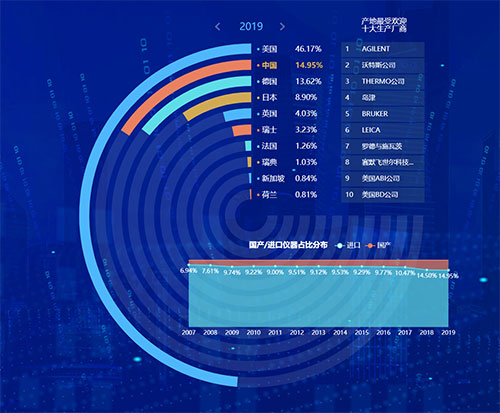 2019
产地最受欢迎
十大生产厂商
美国 46.17%
中国 14.95%
德国 13.62%
日本 8.90%
英国 4.03%
瑞士 3.23%
法国 1.26%
瑞典 1.03%
新加坡 0.84%
荷兰 0.81%
1 AGILENT
2 沃特斯公司
3 THERMO公司
4 岛津
5 BRUKER
6 LEICA
7 罗德与施瓦茨
8 赛默飞世尔科技...
9 美国ABI公司
10 美国BD公司
国产/进口仪器占比分布 进口 国产
6.94% 7.61% 9.74% 9.22% 9.00% 9.51% 9.12% 9.53% 9.29% 9.77% 10.47% 14.50% 14.95%
2007 2008 2009 2010 2011 2012 2013 2014 2015 2016 2017 2018 2019